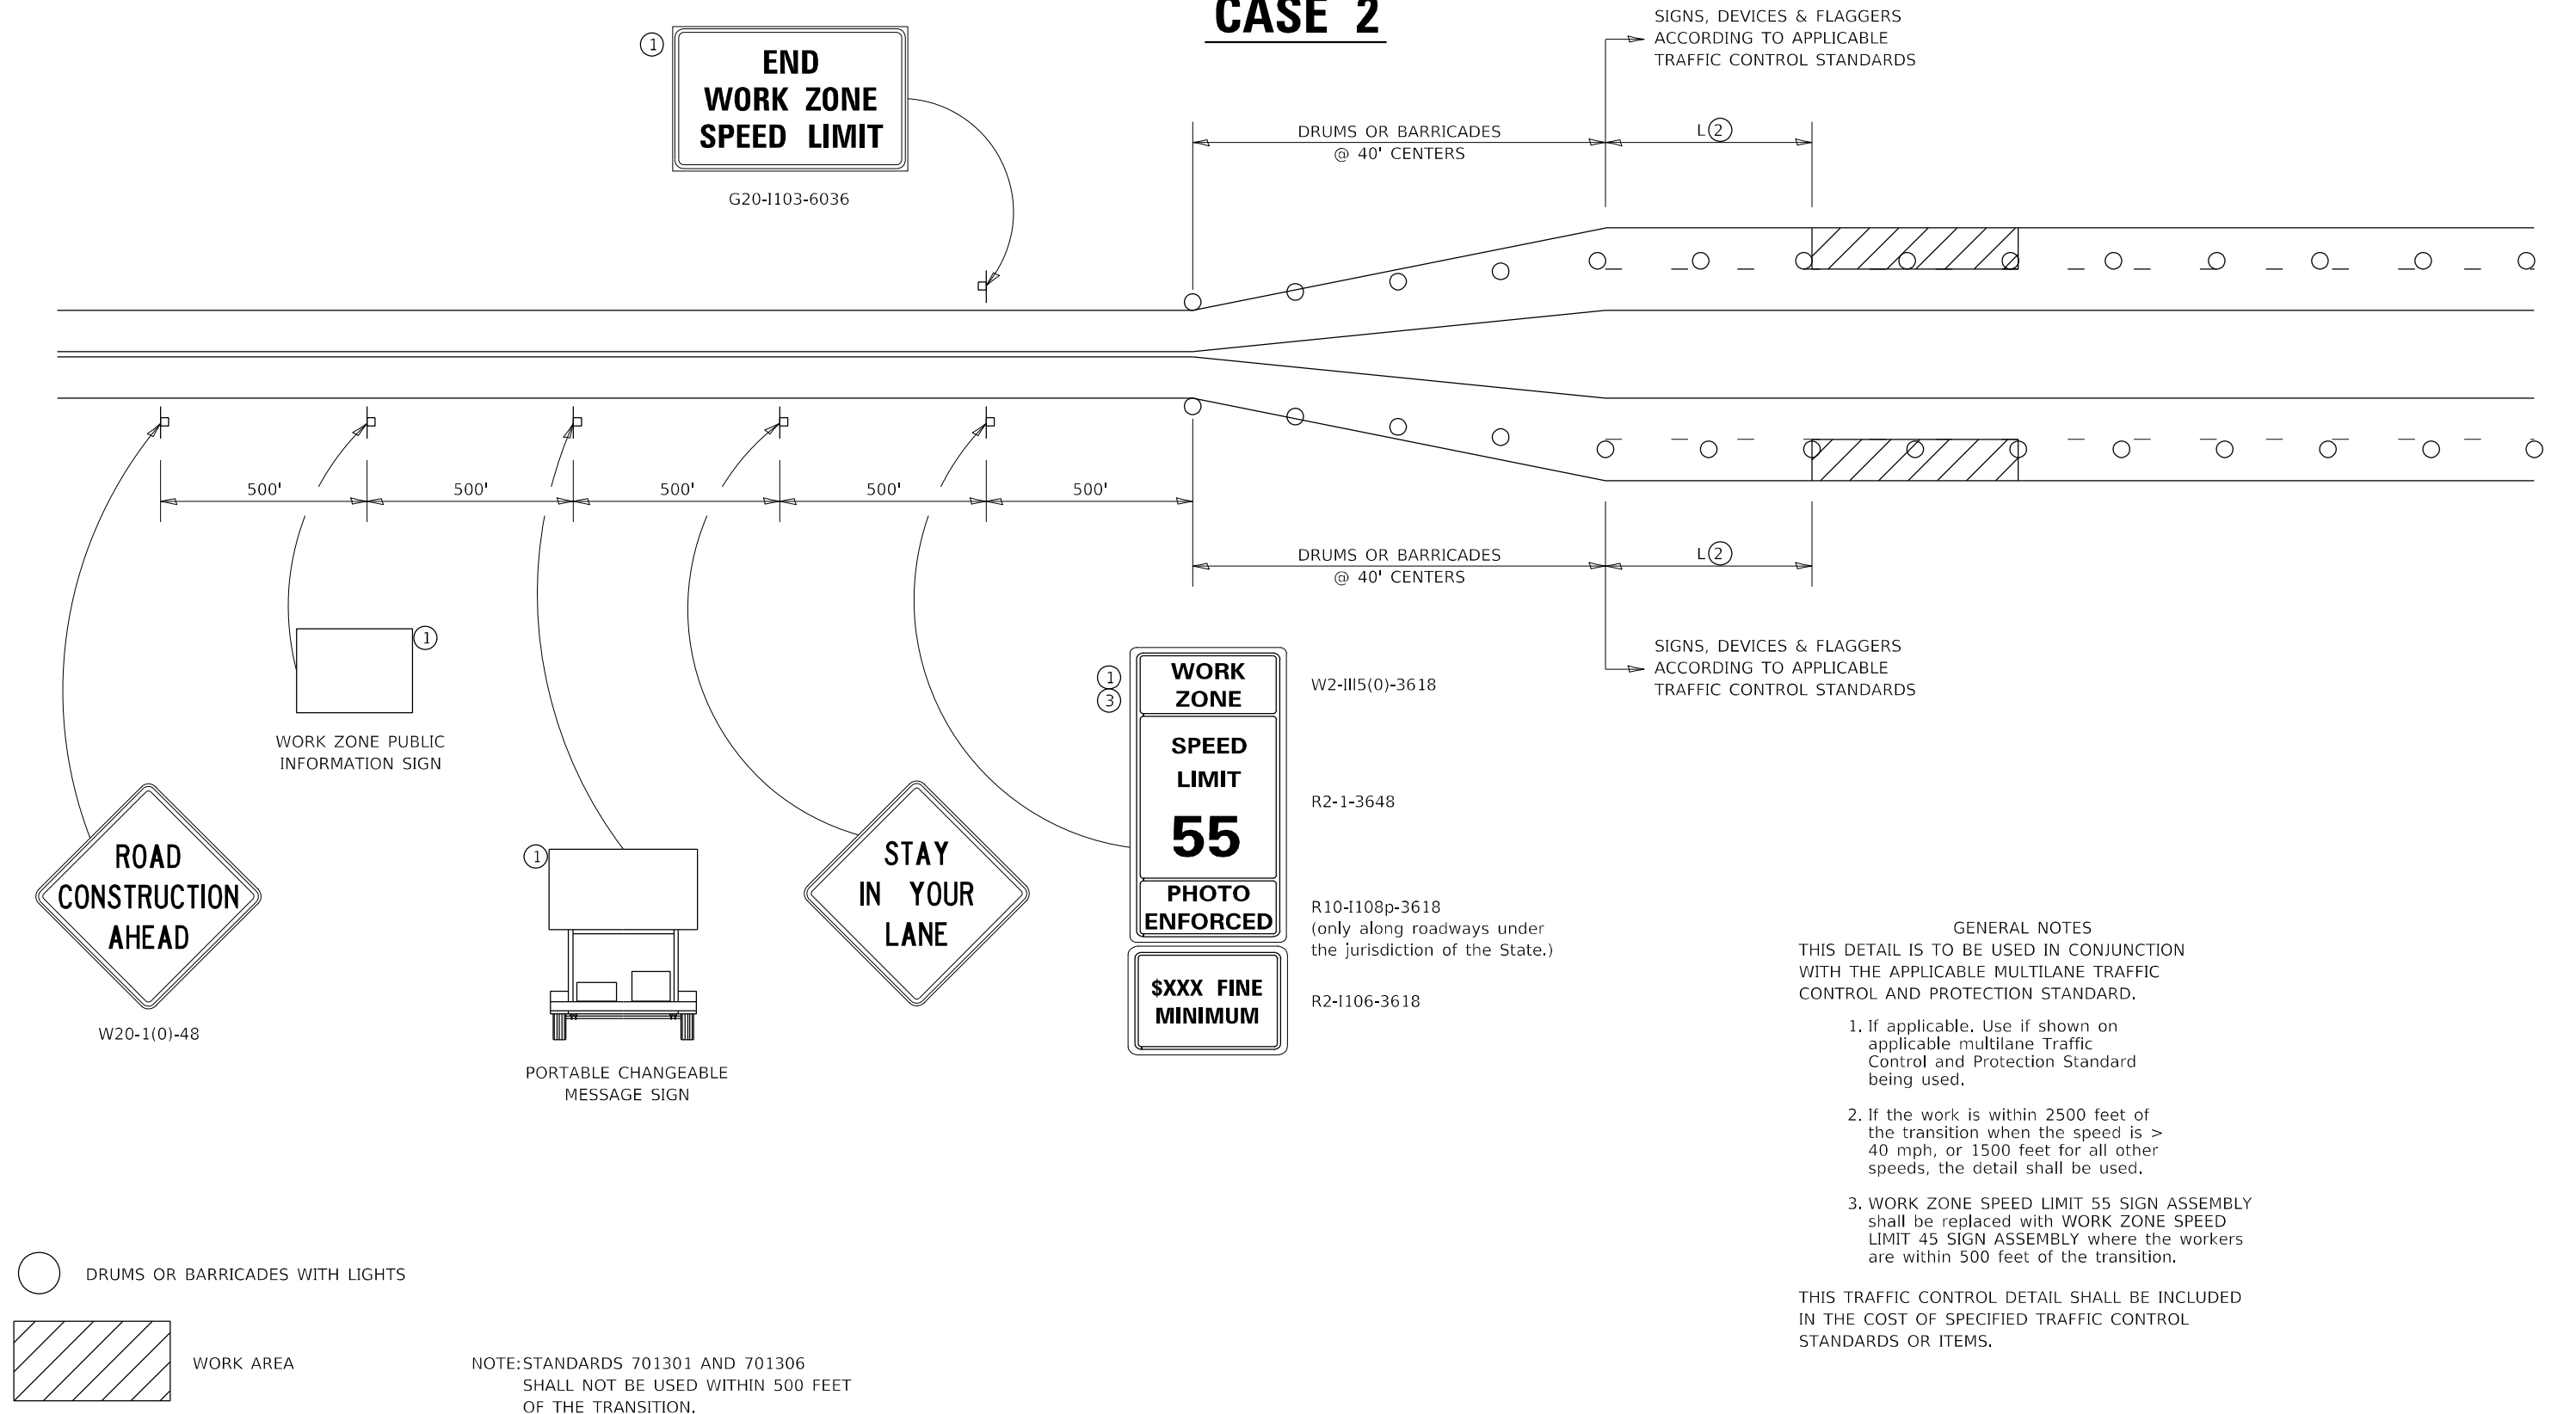 CASE 2
SIGNS, DEVICES & FLAGGERS
ACCORDING TO APPLICABLE
TRAFFIC CONTROL STANDARDS
1
END
WORK ZONE
SPEED LIMIT
G20-I103-6036
DRUMS OR BARRICADES
@ 40' CENTERS
L 2
500'
500'
500'
500'
500'
DRUMS OR BARRICADES
@ 40' CENTERS
L 2
SIGNS, DEVICES & FLAGGERS
ACCORDING TO APPLICABLE
TRAFFIC CONTROL STANDARDS
1
WORK ZONE PUBLIC
INFORMATION SIGN
ROAD
CONSTRUCTION
AHEAD
W20-1(0)-48
1
PORTABLE CHANGEABLE
MESSAGE SIGN
STAY
IN YOUR
LANE
1
3
WORK
ZONE
W2-III5(0)-3618
SPEED
LIMIT
55
R2-1-3648
PHOTO
ENFORCED
R10-I108p-3618
(only along roadways under
the jurisdiction of the State.)
$XXX FINE
MINIMUM
R2-I106-3618
GENERAL NOTES
THIS DETAIL IS TO BE USED IN CONJUNCTION
WITH THE APPLICABLE MULTILANE TRAFFIC
CONTROL AND PROTECTION STANDARD.
1. If applicable. Use if shown on
applicable multilane Traffic
Control and Protection Standard
being used.
2. If the work is within 2500 feet of
the transition when the speed is >
40 mph, or 1500 feet for all other
speeds, the detail shall be used.
3. WORK ZONE SPEED LIMIT 55 SIGN ASSEMBLY
shall be replaced with WORK ZONE SPEED
LIMIT 45 SIGN ASSEMBLY where the workers
are within 500 feet of the transition.
THIS TRAFFIC CONTROL DETAIL SHALL BE INCLUDED
IN THE COST OF SPECIFIED TRAFFIC CONTROL
STANDARDS OR ITEMS.
DRUMS OR BARRICADES WITH LIGHTS
WORK AREA
NOTE: STANDARDS 701301 AND 701306
SHALL NOT BE USED WITHIN 500 FEET
OF THE TRANSITION.